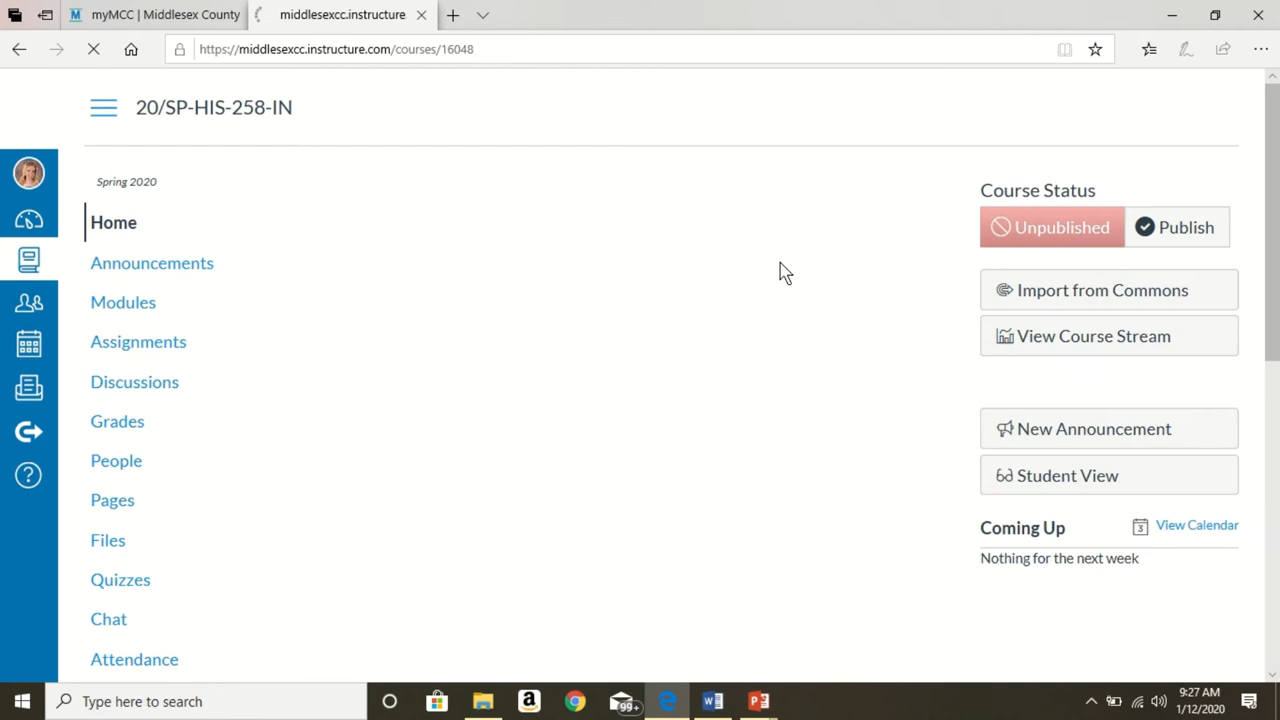 myMCC | Middlesex County
middlesexcc.instructure
https://middlesexcc.instructure.com/courses/16048
20/SP-HIS-258-IN
Spring 2020
Home
Announcements
Modules
Assignments
Discussions
Grades
People
Pages
Files
Quizzes
Chat
Attendance
Course Status
Unpublished
Publish
Import from Commons
View Course Stream
New Announcement
Student View
Coming Up
3 View Calendar
Nothing for the next week
Type here to search
99+
9:27 AM
1/12/2020